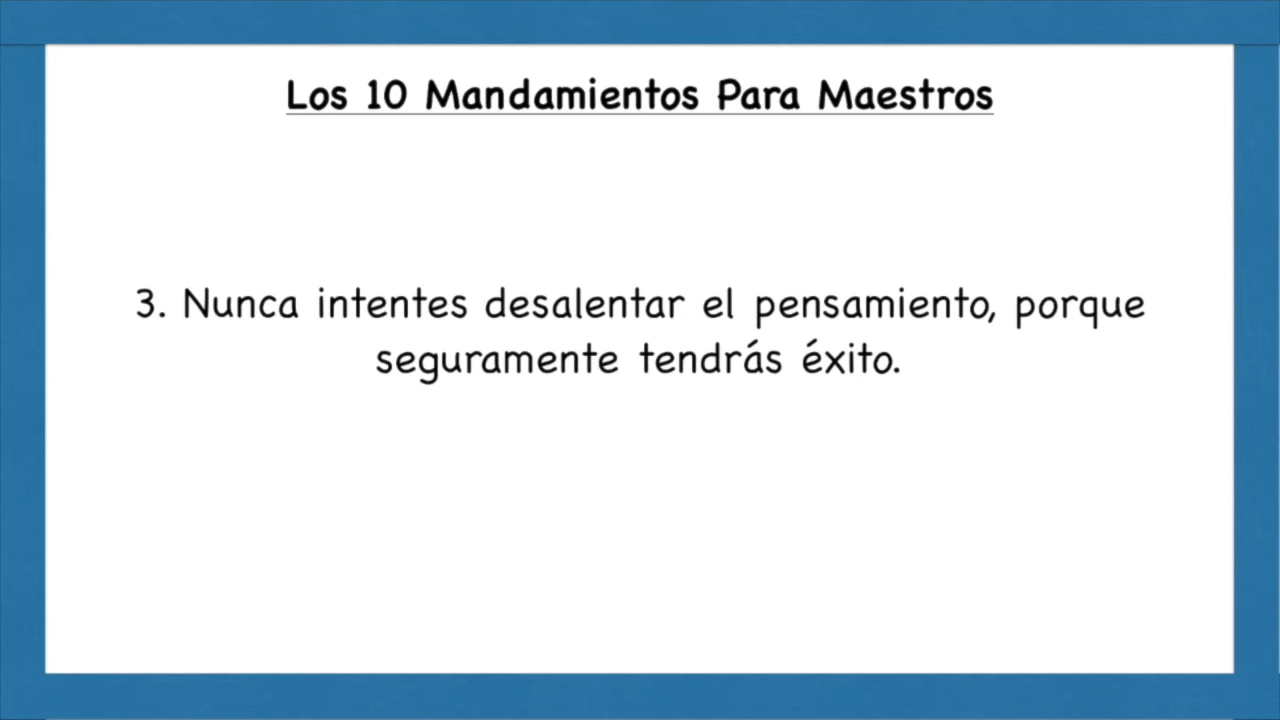 Los 10 Mandamientos Para Maestros
3. Nunca intentes desalentar el pensamiento, porque
seguramente tendrás éxito.